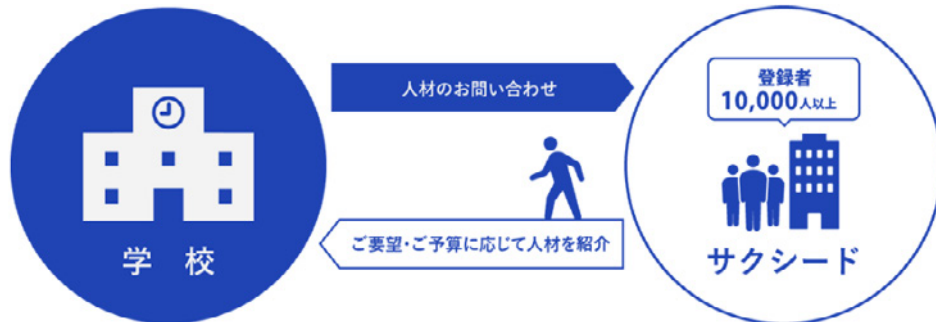 学 校
人材のお問い合わせ
ご要望・ご予算に応じて人材を紹介
登録者
10,000人以上
サクシード